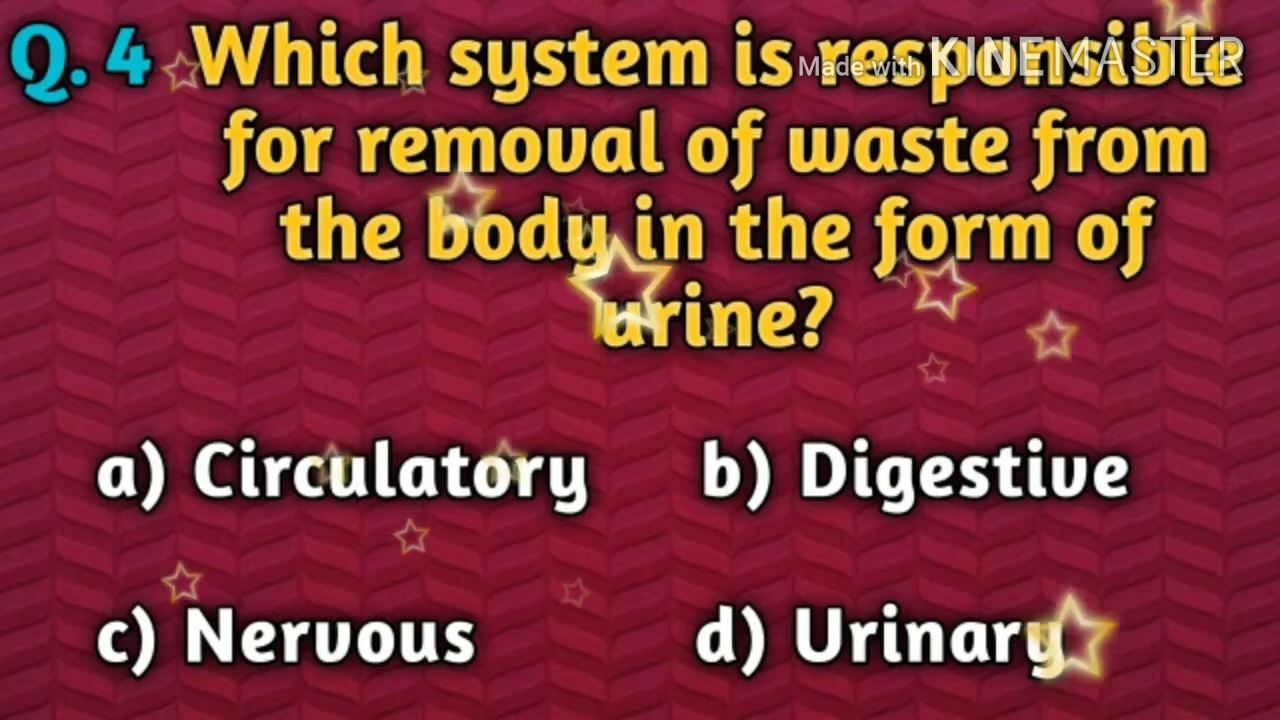 Q. 4 Which system is responsible
Made with KINEMASTER
for removal of waste from
the body in the form of
urine?
a) Circulatory b) Digestive
c) Nervous d) Urinary